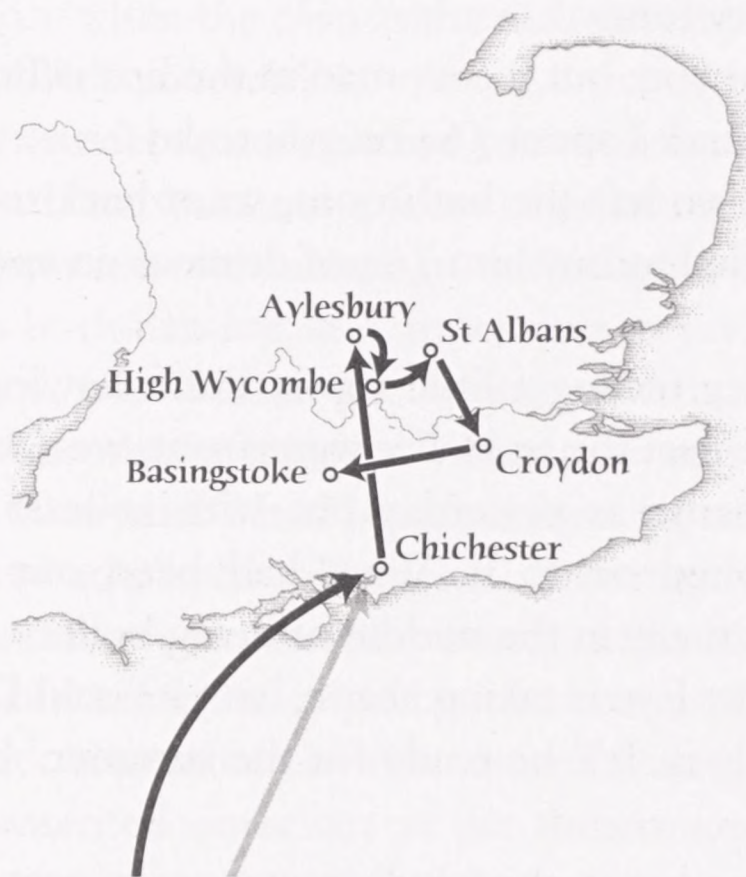 Aylesbury
St Albans
High Wycombe
Croydon
Basingstoke
Chichester